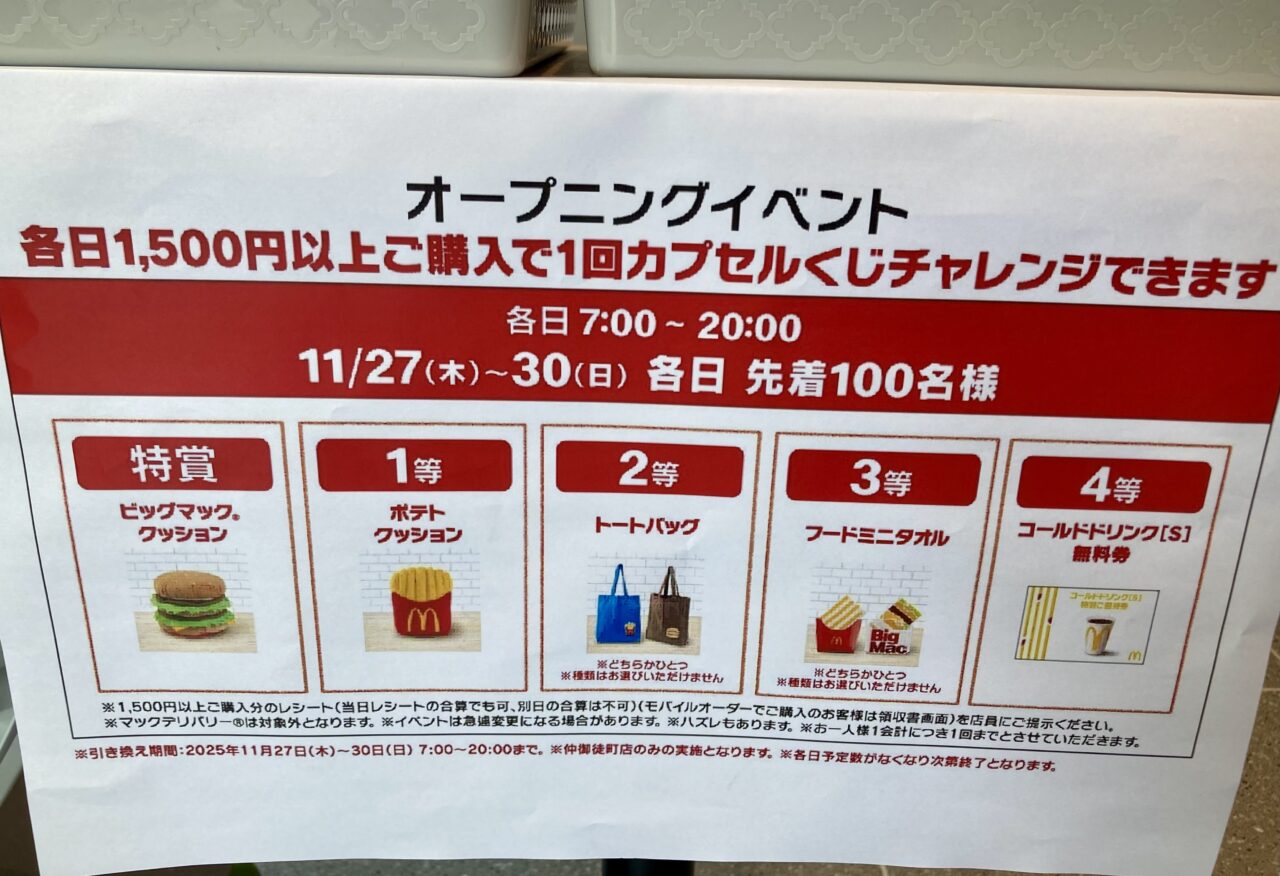 オープニングイベント
各日1,500円以上ご購入で1回カプセルくじチャレンジできます
各日 7:00 ~ 20:00
11/27(木)~30(日) 各日 先着100名様
特賞
ビッグマック®
クッション
1等
ポテト
クッション
2等
トートバッグ
※どちらかひとつ
※種類はお選びいただけません
3等
フードミニタオル
Big
Mac
※どちらかひとつ
※種類はお選びいただけません
4等
コールドドリンク[S]
無料券
コールドドリンク[S]
※1,500円以上ご購入分のレシート(当日レシートの合算でも可、別日の合算は不可)(モバイルオーダーでご購入のお客様は領収書画面)を店員にご提示ください。
※マックデリバリー®は対象外となります。※イベントは急遽変更になる場合があります。※ハズレもあります。※お一人様1会計につき1回までとさせていただきます。
※引き換え期間:2025年11月27日(木)~30日(日) 7:00~20:00まで。※仲御徒町店のみの実施となります。※各日予定数がなくなり次第終了となります。